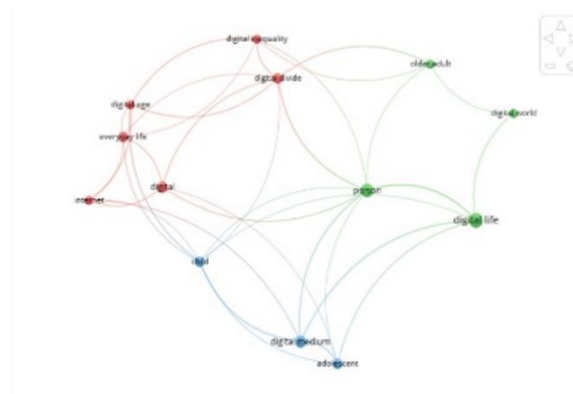 digital inequality
older adult
digital divide
digital age
digital world
everyday life
digital
person
internet
digital life
child
digital medium
adolescent